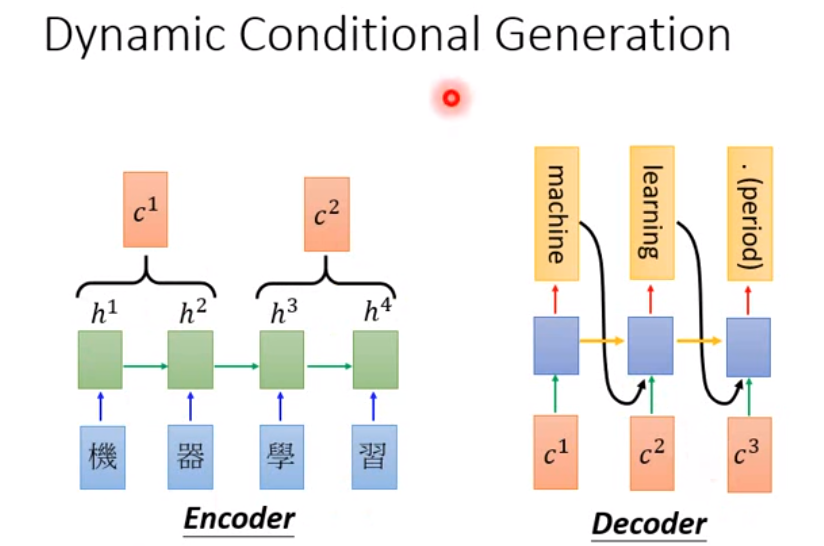 Dynamic Conditional Generation
c¹ c²
h¹ h² h³ h⁴
機 器 學 習
Encoder
machine learning . (period)
c¹ c² c³
Decoder